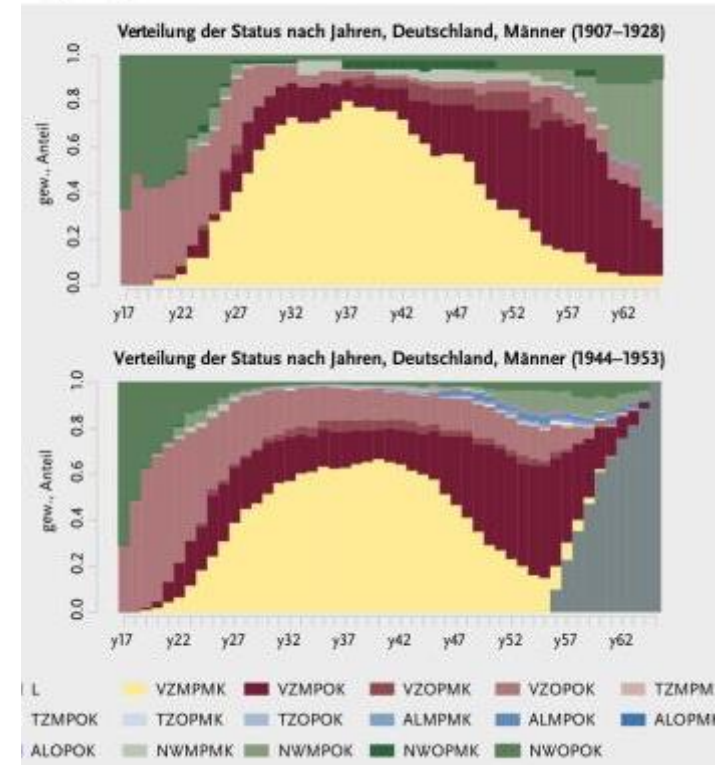 Verteilung der Status nach Jahren, Deutschland, Männer (1907–1928)
gew., Anteil
1.0
0.8
0.6
0.4
0.2
0.0
y17 y22 y27 y32 y37 y42 y47 y52 y57 y62
Verteilung der Status nach Jahren, Deutschland, Männer (1944–1953)
gew., Anteil
1.0
0.8
0.6
0.4
0.2
0.0
y17 y22 y27 y32 y37 y42 y47 y52 y57 y62
L VZMPMK VZMPOK VZOPMK VZOPOK TZMPM
TZMPOK TZOPMK TZOPOK ALMPMK ALMPOK ALOPM
ALOPOK NWMPMK NWMPOK NWOPMK NWOPOK